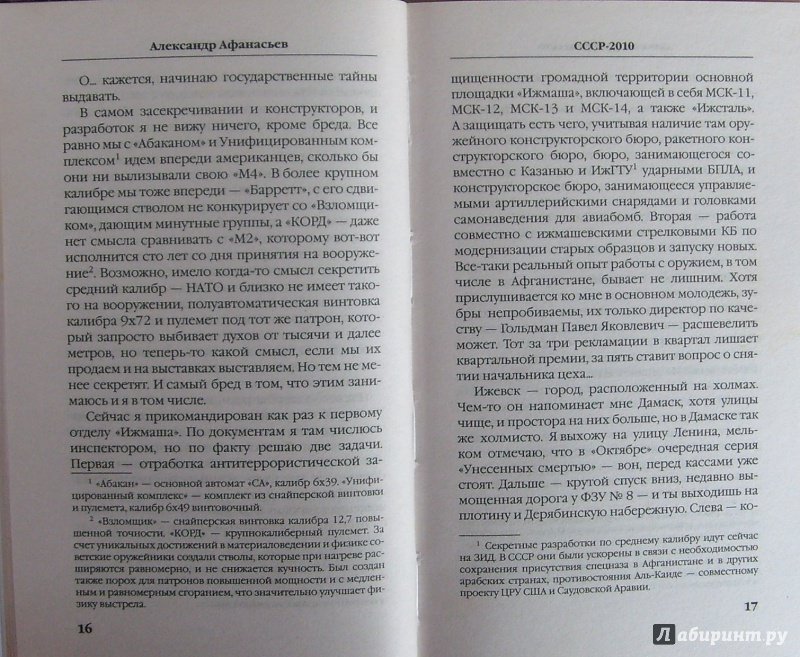 Александр Афанасьев
О... кажется, начинаю государственные тайны
выдавать.
В самом засекречивании и конструкторов, и
разработок я не вижу ничего, кроме бреда. Все
равно мы с «Абаканом» и Унифицированным ком-
плексом¹ идем впереди американцев, сколько бы
они ни вылизывали свою «М4». В более крупном
калибре мы тоже впереди — «Барретт», с его сдви-
гающимся стволом не конкурирует со «Взломщи-
ком», дающим минутные группы, а «КОРД» — даже
нет смысла сравнивать с «М2», которому вот-вот
исполнится сто лет со дня принятия на вооруже-
ние². Возможно, имело когда-то смысл секретить
средний калибр — НАТО и близко не имеет тако-
го на вооружении, полуавтоматическая винтовка
калибра 9х72 и пулемет под тот же патрон, кото-
рый запросто выбивает духов от тысячи и далее
метров, но теперь-то какой смысл, если мы их
продаем и на выставках выставляем. Но тем не ме-
нее секретят. И самый бред в том, что этим зани-
маюсь и я в том числе.
Сейчас я прикомандирован как раз к первому
отделу «Ижмаша». По документам я там числюсь
инспектором, но по факту решаю две задачи.
Первая — отработка антитеррористической за-
¹ «Абакан» — основной автомат «СА», калибр 6х39. «Унифи-
цированный комплекс» — комплект из снайперской винтовки
и пулемета, калибр 6х49 винтовочный.
² «Взломщик» — снайперская винтовка калибра 12,7 повы-
шенной точности. «КОРД» — крупнокалиберный пулемет. За
счет уникальных достижений в материаловедении и физике со-
ветские оружейники создали стволы, которые при нагреве рас-
ширяются равномерно, и не снижается кучность. Был создан
также порох для патронов повышенной мощности и с медлен-
ным и равномерным сгоранием, что значительно улучшает фи-
зику выстрела.
16
СССР-2010
щищенности громадной территории основной
площадки «Ижмаша», включающей в себя МСК-11,
МСК-12, МСК-13 и МСК-14, а также «Ижсталь».
А защищать есть чего, учитывая наличие там ору-
жейного конструкторского бюро, ракетного кон-
структорского бюро, бюро, занимающегося со-
вместно с Казанью и ИжГТУ¹ ударными БПЛА, и
конструкторское бюро, занимающееся управляе-
мыми артиллерийскими снарядами и головками
самонаведения для авиабомб. Вторая — работа
совместно с ижмашевскими стрелковыми КБ по
модернизации старых образцов и запуску новых.
Все-таки реальный опыт работы с оружием, в том
числе в Афганистане, бывает не лишним. Хотя
прислушивается ко мне в основном молодежь, зу-
бры непробиваемы, их только директор по каче-
ству — Гольдман Павел Яковлевич — расшевелить
может. Тот за три рекламации в квартал лишает
квартальной премии, за пять ставит вопрос о сня-
тии начальника цеха...
Ижевск — город, расположенный на холмах.
Чем-то он напоминает мне Дамаск, хотя улицы
чище, и простора на них больше, но в Дамаске так
же холмисто. Я выхожу на улицу Ленина, мель-
ком отмечаю, что в «Октябре» очередная серия
«Унесенных смертью» — вон, перед кассами уже
стоят. Дальше — крутой спуск вниз, недавно вы-
мощенная дорога у ФЗУ № 8 — и ты выходишь на
плотину и Дерябинскую набережную. Слева — ко-
¹ Секретные разработки по среднему калибру идут сейчас
на ЗИД. В СССР они были ускорены в связи с необходимостью
сохранения присутствия спецназа в Афганистане и в других
арабских странах, противостояния Аль-Каиде — совместному
проекту ЦРУ США и Саудовской Аравии.
17
Лабиринт.ру